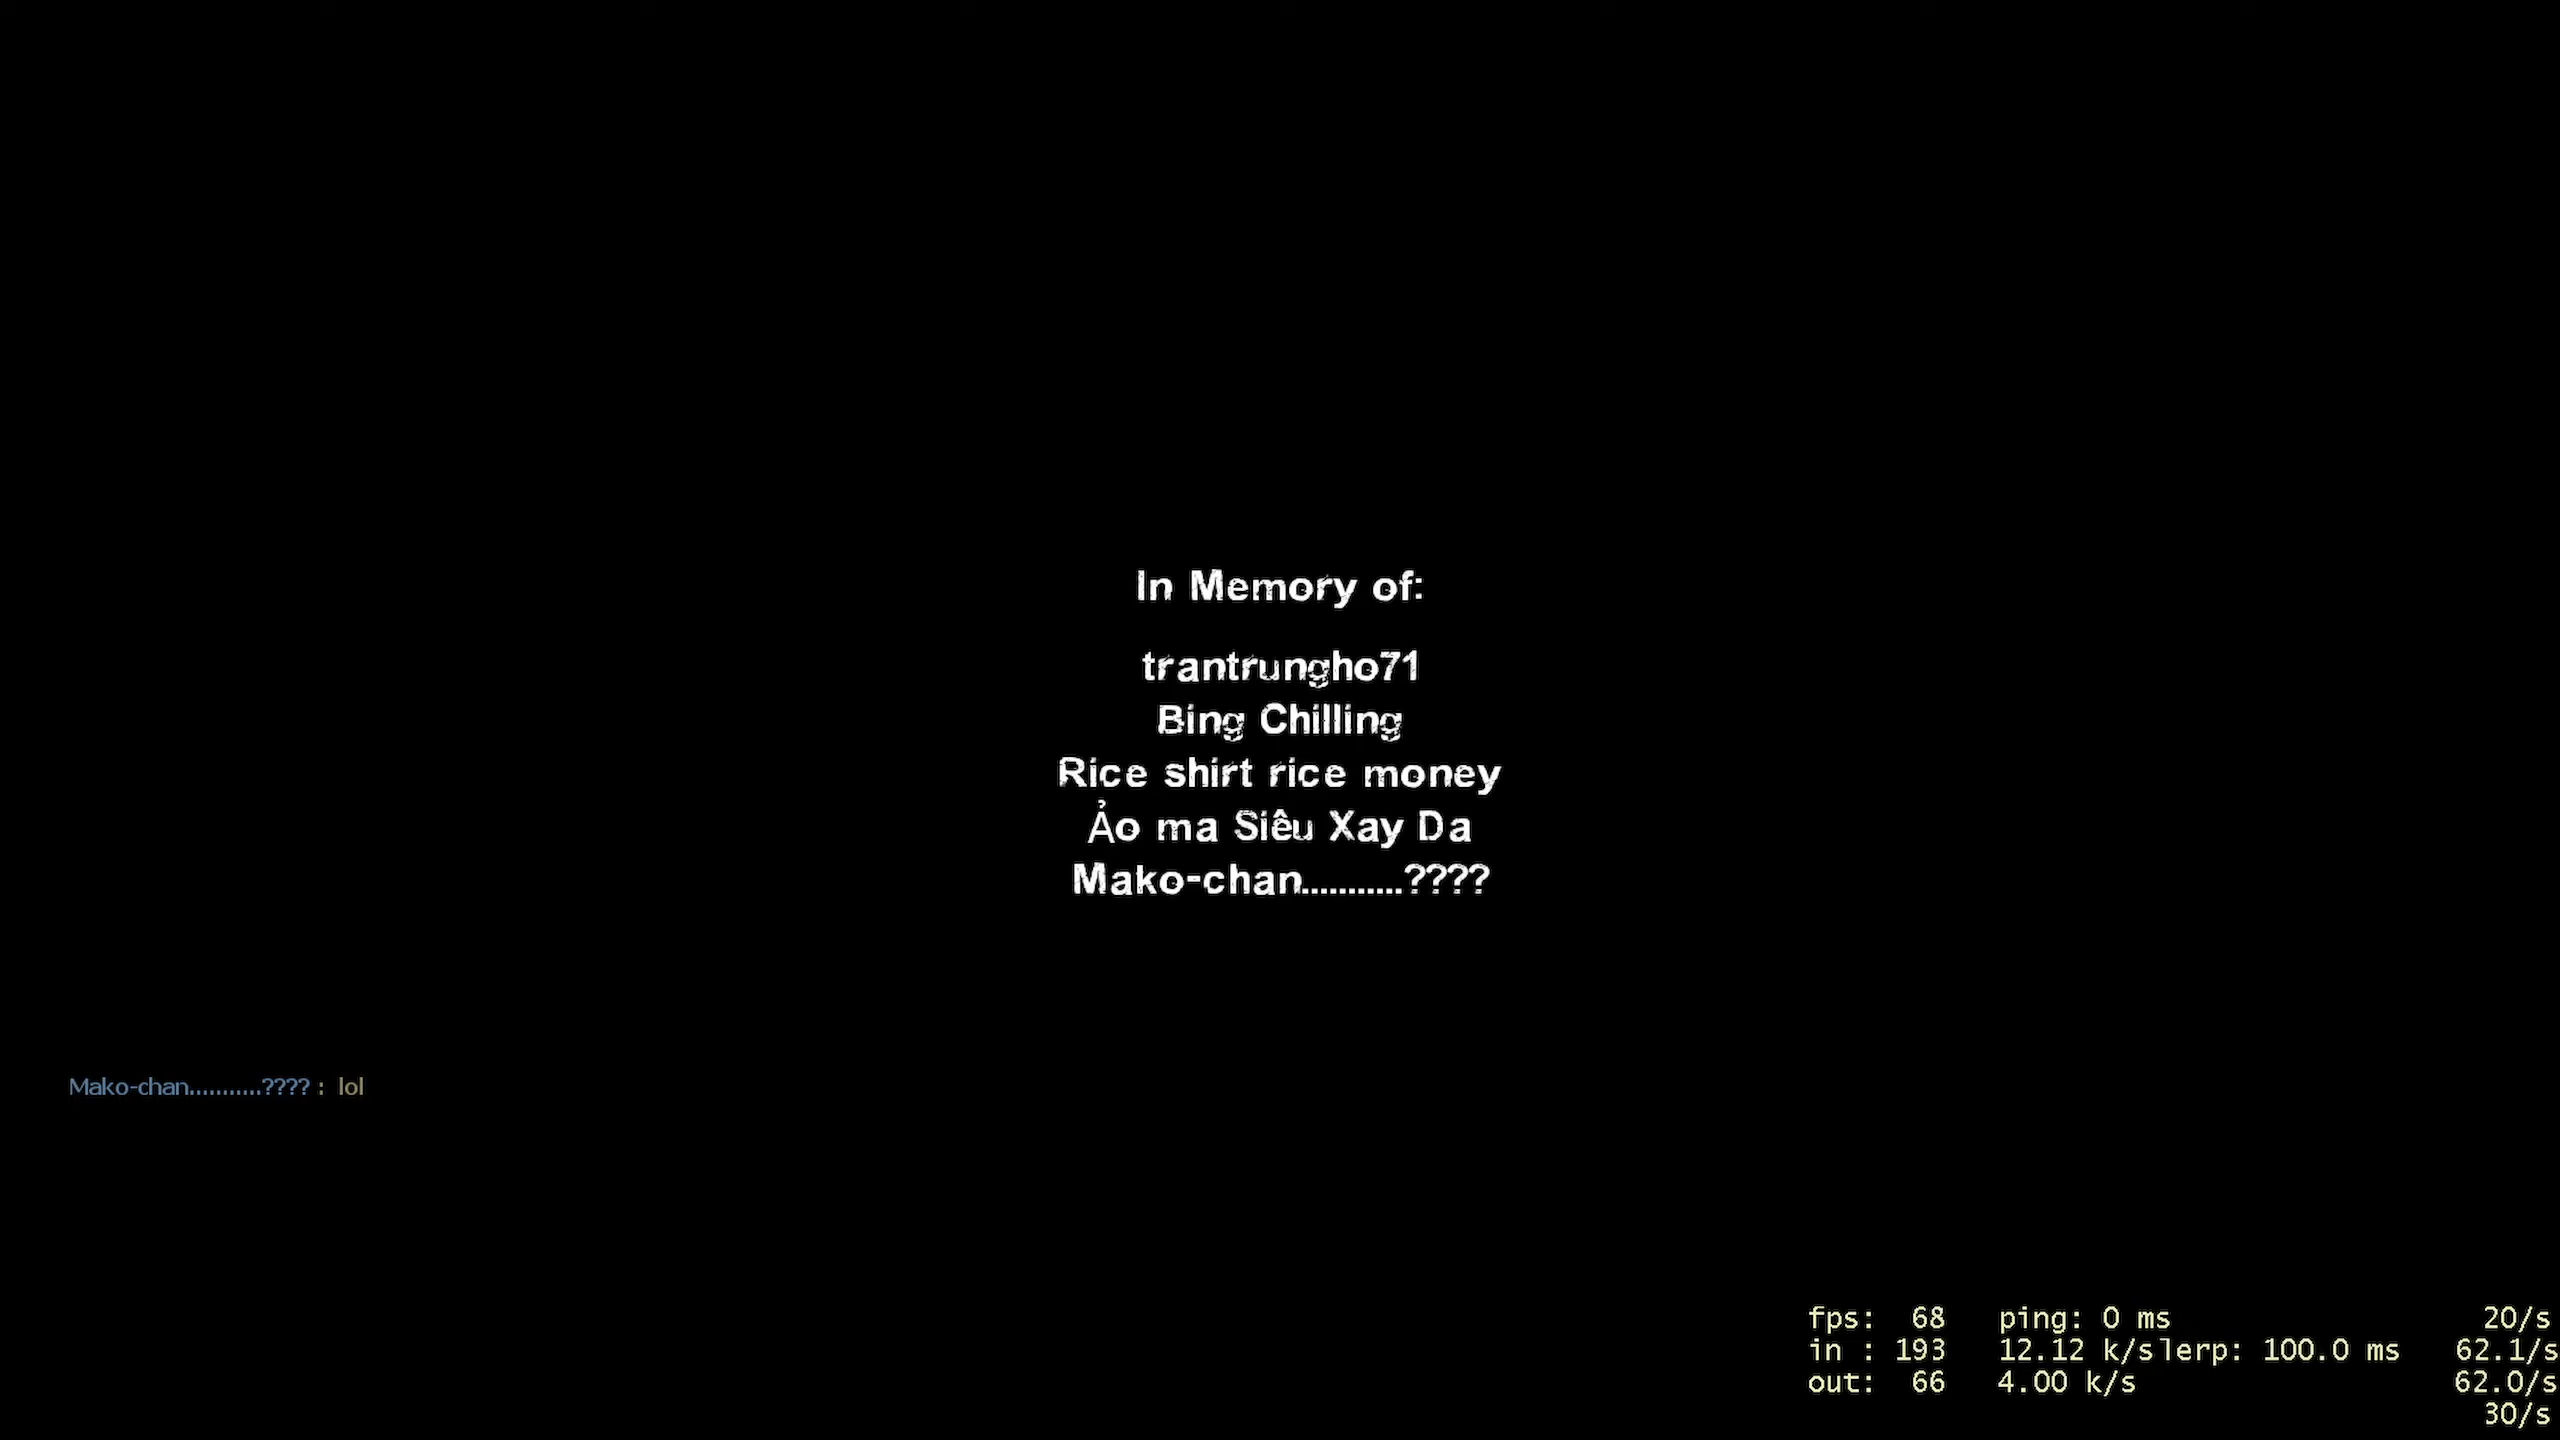 In Memory of:
trantrungho71
Bing Chilling
Rice shirt rice money
Ảo ma Siêu Xay Da
Mako-chan...........????
Mako-chan...........???? : lol
fps: 68 ping: 0 ms 20/s
in : 193 12.12 k/s lerp: 100.0 ms 62.1/s
out: 66 4.00 k/s 62.0/s
30/s